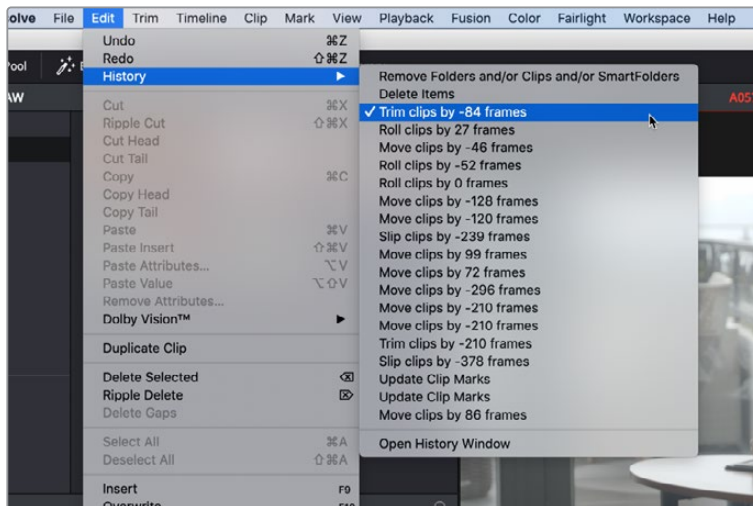 olve File Edit Trim Timeline Clip Mark View Playback Fusion Color Fairlight Workspace Help
Undo ⌘Z
Redo ⇧⌘Z
ool
History ▶
AW
Cut ⌘X
Ripple Cut ⇧⌘X
Cut Head
Cut Tail
Copy ⌘C
Copy Head
Copy Tail
Paste ⌘V
Paste Insert ⇧⌘V
Paste Attributes... ⌥V
Paste Value ⌥⇧V
Remove Attributes...
Dolby Vision™ ▶
Duplicate Clip
Delete Selected ⌫
Ripple Delete ⌦
Delete Gaps
Select All ⌘A
Deselect All ⇧⌘A
Insert F9
Overwrite F10
Remove Folders and/or Clips and/or SmartFolders
Delete Items
✓ Trim clips by -84 frames
Roll clips by 27 frames
Move clips by -46 frames
Roll clips by -52 frames
Roll clips by 0 frames
Move clips by -128 frames
Move clips by -120 frames
Slip clips by -239 frames
Move clips by 99 frames
Move clips by 72 frames
Move clips by -296 frames
Move clips by -210 frames
Move clips by -210 frames
Trim clips by -210 frames
Slip clips by -378 frames
Update Clip Marks
Update Clip Marks
Move clips by 86 frames
Open History Window
A05